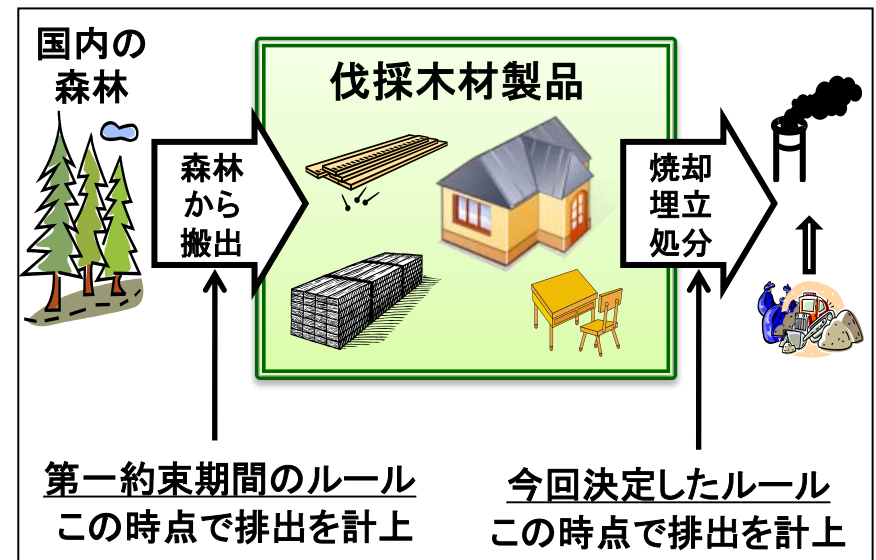 国内の
森林
伐採木材製品
森林
から
搬出
焼却
埋立
処分
第一約束期間のルール
この時点で排出を計上
今回決定したルール
この時点で排出を計上